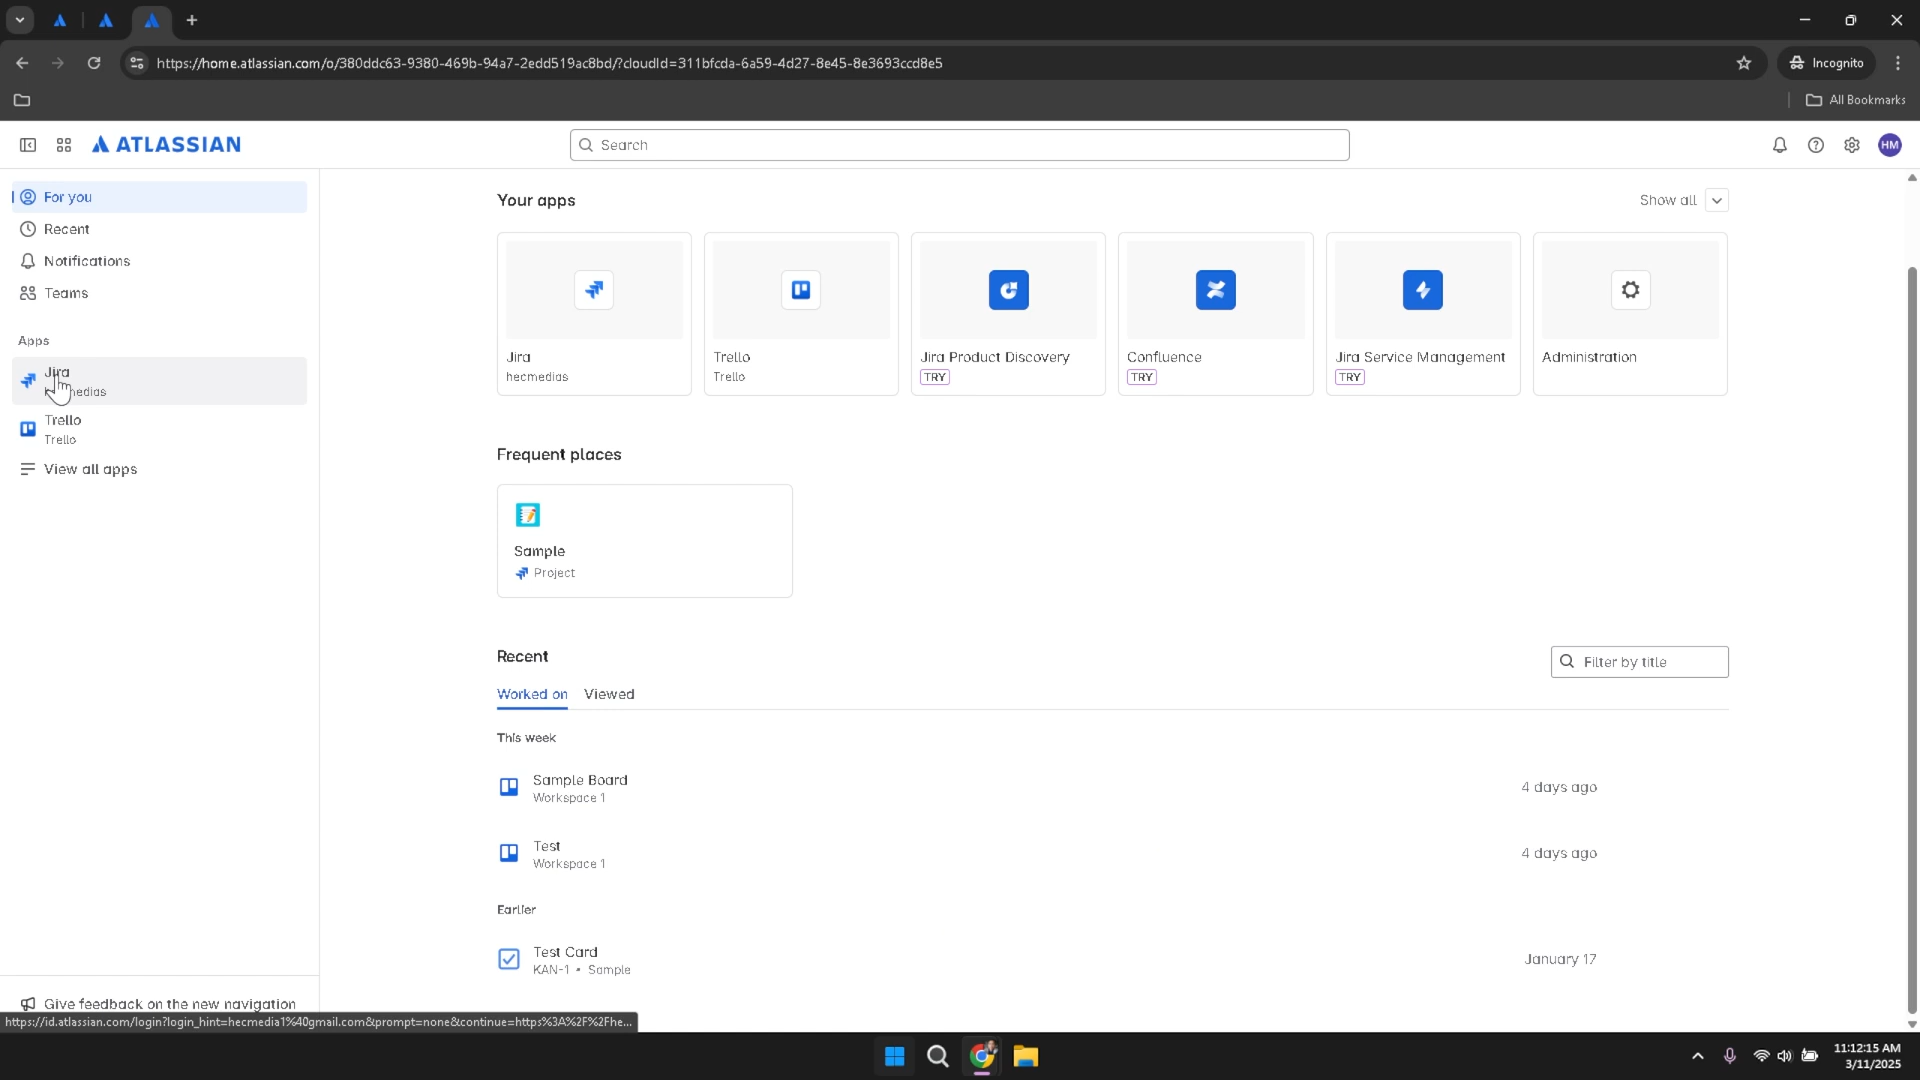 https://home.atlassian.com/o/380ddc63-9380-469b-94a7-2edd519ac8bd/?cloudId=311bfcda-6a59-4d27-8e45-8e3693ccd8e5
Incognito
All Bookmarks
ATLASSIAN
Search
HM
For you
Recent
Notifications
Teams
Apps
Jira
Trello
Trello
View all apps
Give feedback on the new navigation
Your apps
Show all
Jira
hecmedias
Trello
Trello
Jira Product Discovery
TRY
Confluence
TRY
Jira Service Management
TRY
Administration
Frequent places
Sample
Project
Recent
Filter by title
Worked on
Viewed
This week
Sample Board
Workspace 1
4 days ago
Test
Workspace 1
4 days ago
Earlier
Test Card
KAN-1 • Sample
January 17
https://id.atlassian.com/login?login_hint=hecmedia1%40gmail.com&prompt=none&continue=https%3A%2F%2Fhe...
11:12:15 AM
3/11/2025